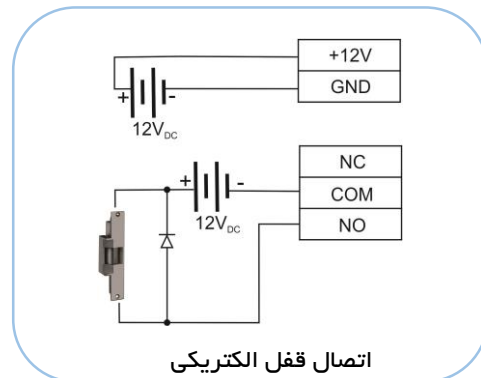 +12V
+ -
GND
12VDC
NC
+ -
COM
12VDC
NO
اتصال قفل الکتریکی